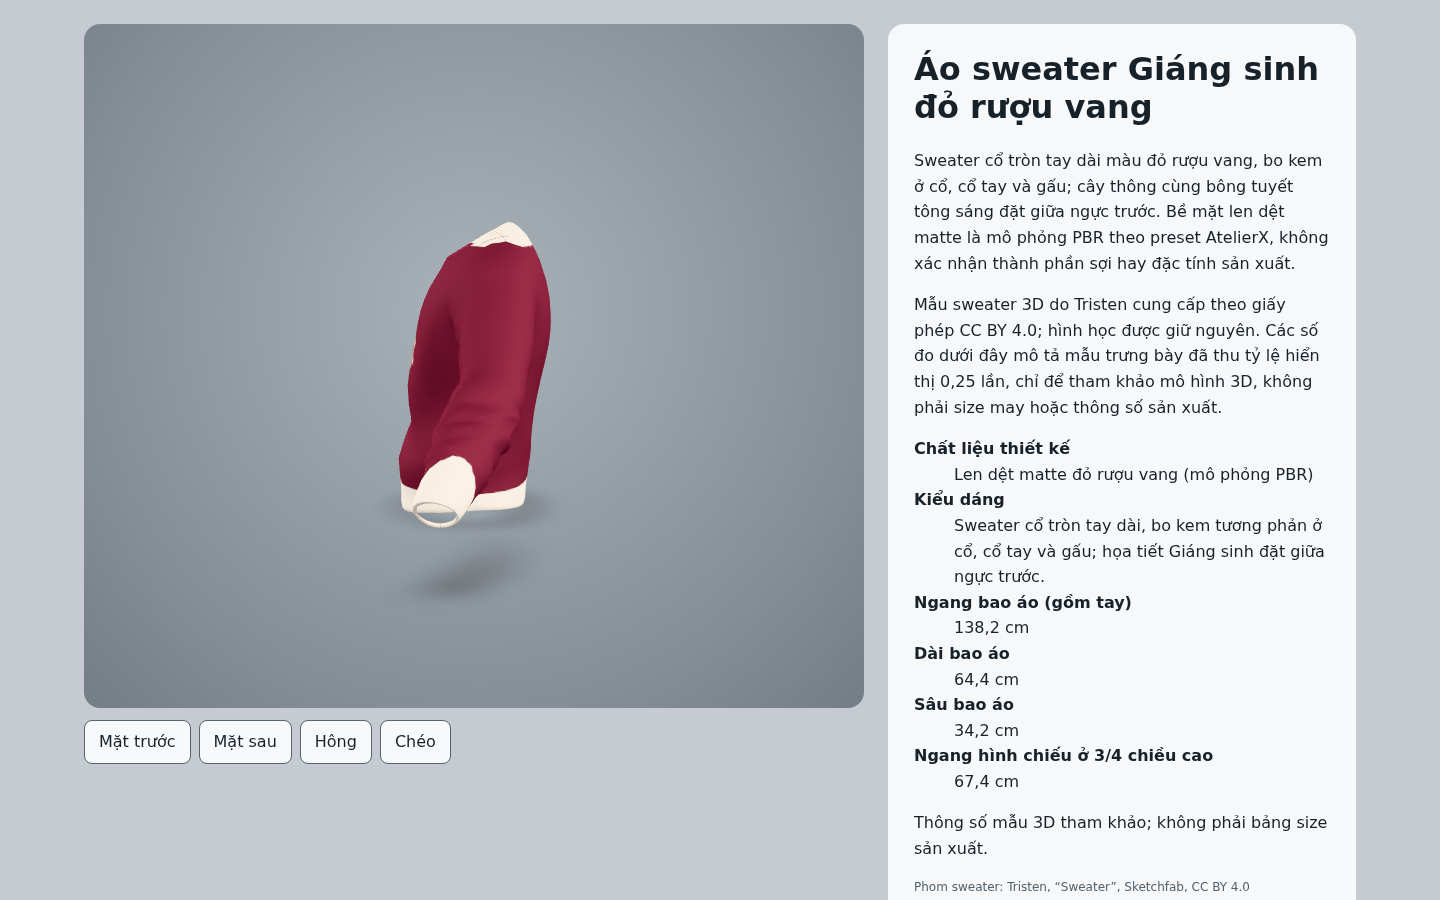 Áo sweater Giáng sinh
đỏ rượu vang
Sweater cổ tròn tay dài màu đỏ rượu vang, bo kem
ở cổ, cổ tay và gấu; cây thông cùng bông tuyết
tông sáng đặt giữa ngực trước. Bề mặt len dệt
matte là mô phỏng PBR theo preset AtelierX, không
xác nhận thành phần sợi hay đặc tính sản xuất.
Mẫu sweater 3D do Tristen cung cấp theo giấy
phép CC BY 4.0; hình học được giữ nguyên. Các số
đo dưới đây mô tả mẫu trưng bày đã thu tỷ lệ hiển
thị 0,25 lần, chỉ để tham khảo mô hình 3D, không
phải size may hoặc thông số sản xuất.
Chất liệu thiết kế
Len dệt matte đỏ rượu vang (mô phỏng PBR)
Kiểu dáng
Sweater cổ tròn tay dài, bo kem tương phản ở
cổ, cổ tay và gấu; họa tiết Giáng sinh đặt giữa
ngực trước.
Ngang bao áo (gồm tay)
138,2 cm
Dài bao áo
64,4 cm
Sâu bao áo
34,2 cm
Ngang hình chiếu ở 3/4 chiều cao
67,4 cm
Thông số mẫu 3D tham khảo; không phải bảng size
sản xuất.
Phom sweater: Tristen, “Sweater”, Sketchfab, CC BY 4.0
Mặt trước
Mặt sau
Hông
Chéo